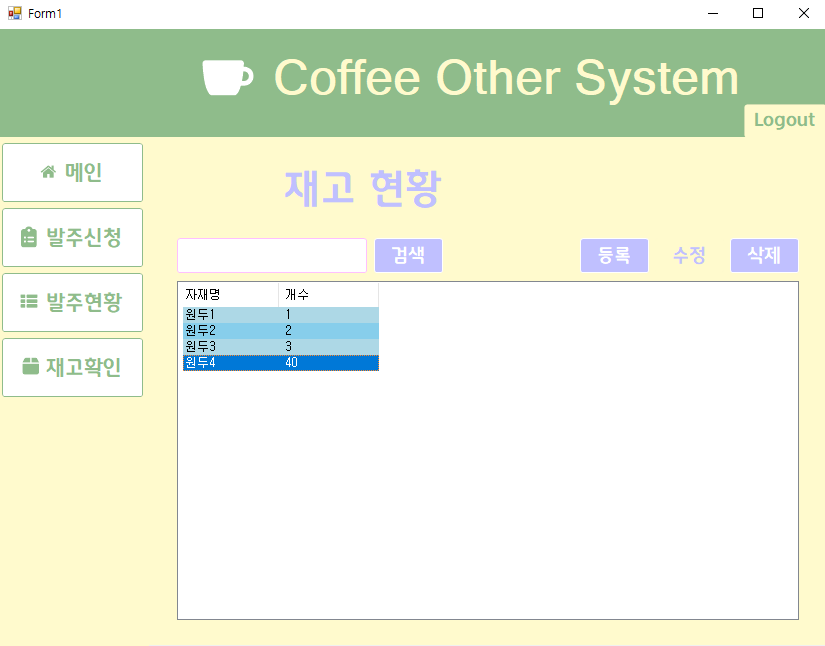 Form1
Coffee Other System
Logout
메인
발주신청
발주현황
재고확인
재고 현황
검색 등록 수정 삭제
자재명 개수
원두1 1
원두2 2
원두3 3
원두4 40